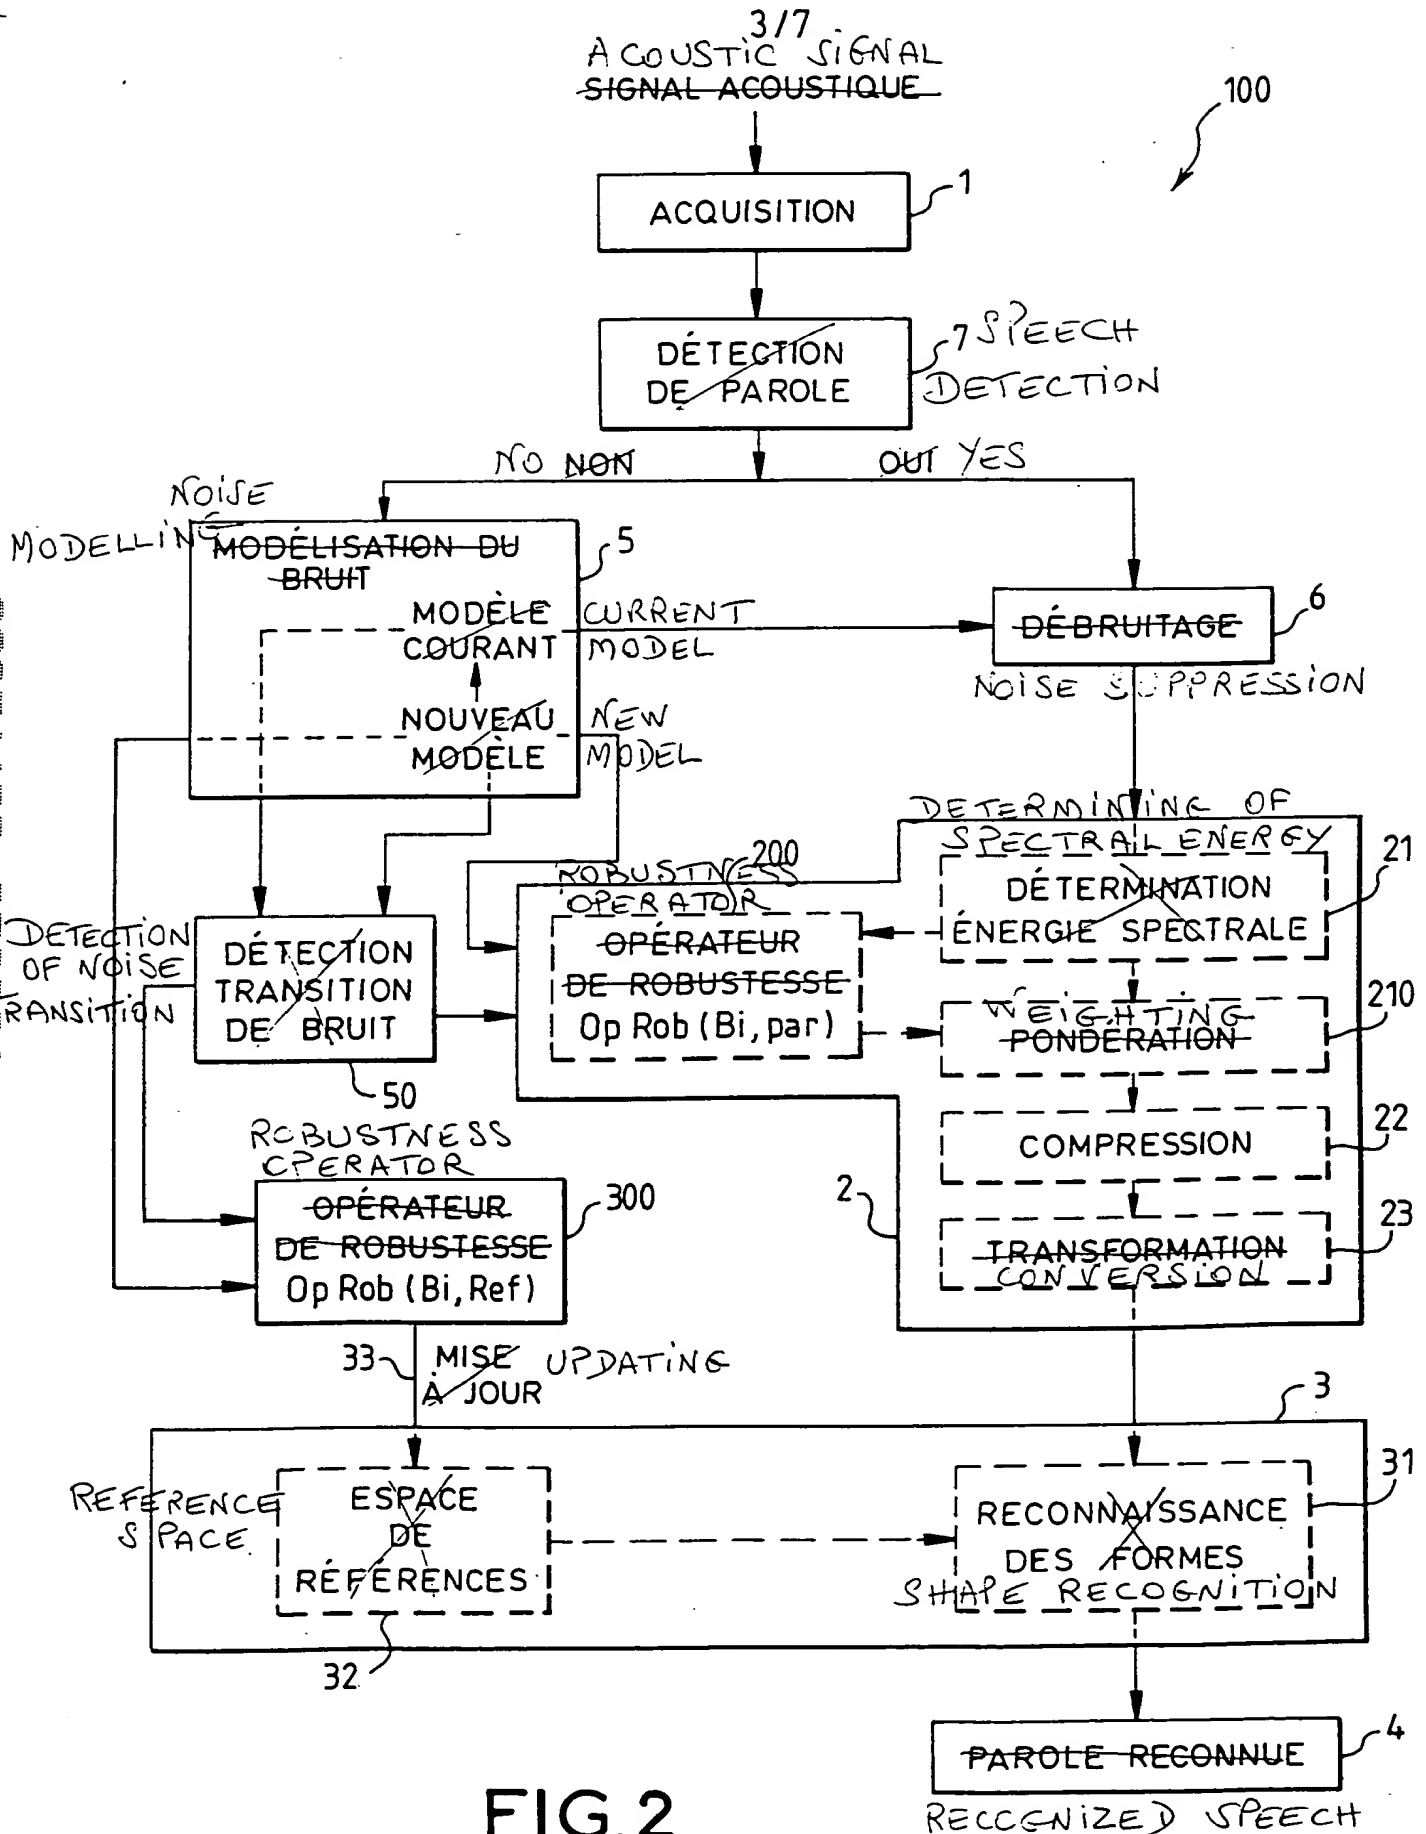 3/7
ACOUSTIC SIGNAL
SIGNAL ACOUSTIQUE
100
1
ACQUISITION
7 SPEECH
DETECTION
DÉTECTION
DE PAROLE
NO NON
OUI YES
NOISE
MODELLING
MODÉLISATION DU
BRUIT
5
MODÈLE
COURANT
CURRENT
MODEL
NOUVEAU
MODÈLE
NEW
MODEL
6
DÉBRUITAGE
NOISE SUPPRESSION
DETERMINING OF
SPECTRAL ENERGY
21
DÉTERMINATION
ÉNERGIE SPECTRALE
200
ROBUSTNESS
OPERATOR
OPÉRATEUR
DE ROBUSTESSE
Op Rob (Bi, par)
210
WEIGHTING
PONDÉRATION
DETECTION
OF NOISE
TRANSITION
DÉTECTION
TRANSITION
DE BRUIT
50
22
COMPRESSION
2
23
TRANSFORMATION
CONVERSION
ROBUSTNESS
OPERATOR
300
OPÉRATEUR
DE ROBUSTESSE
Op Rob (Bi, Ref)
33
MISE
À JOUR
UPDATING
3
REFERENCE
SPACE
ESPACE
DE
RÉFÉRENCES
32
31
RECONNAISSANCE
DES FORMES
SHAPE RECOGNITION
4
PAROLE RECONNUE
RECOGNIZED SPEECH
FIG.2